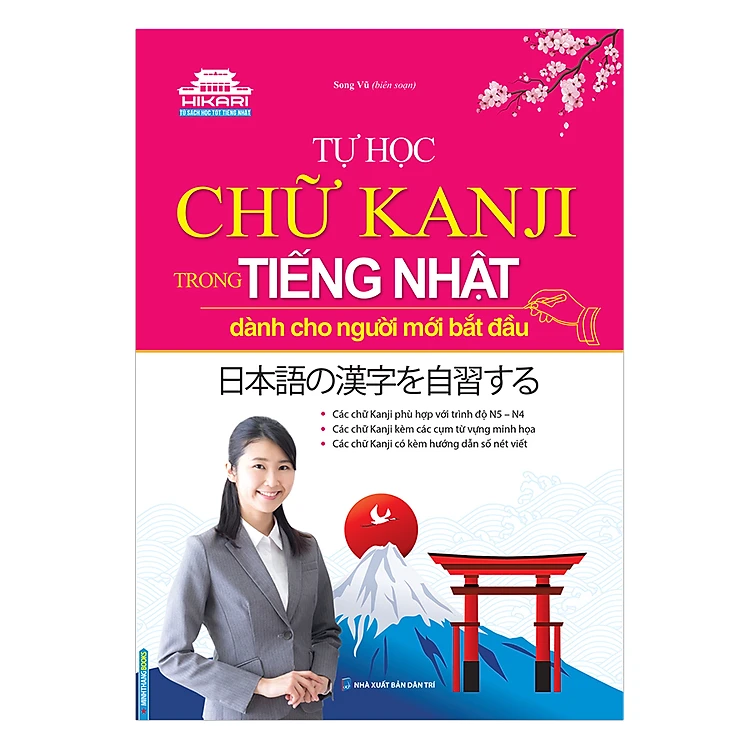 HIKARI
TỦ SÁCH HỌC TỐT TIẾNG NHẬT
Song Vũ (biên soạn)
TỰ HỌC
CHỮ KANJI
TRONG TIẾNG NHẬT
dành cho người mới bắt đầu
日本語の漢字を自習する
• Các chữ Kanji phù hợp với trình độ N5 – N4
• Các chữ Kanji kèm các cụm từ vựng minh họa
• Các chữ Kanji có kèm hướng dẫn số nét viết
MINHTHANGBOOKS
NHÀ XUẤT BẢN DÂN TRÍ